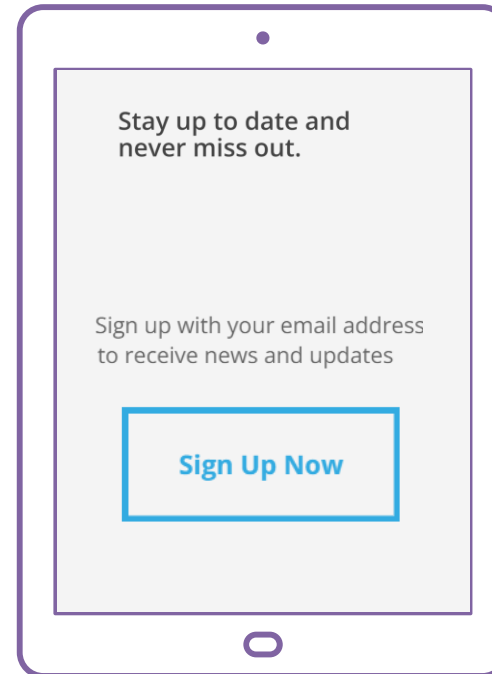 Stay up to date and
never miss out.
Sign up with your email address
to receive news and updates
Sign Up Now